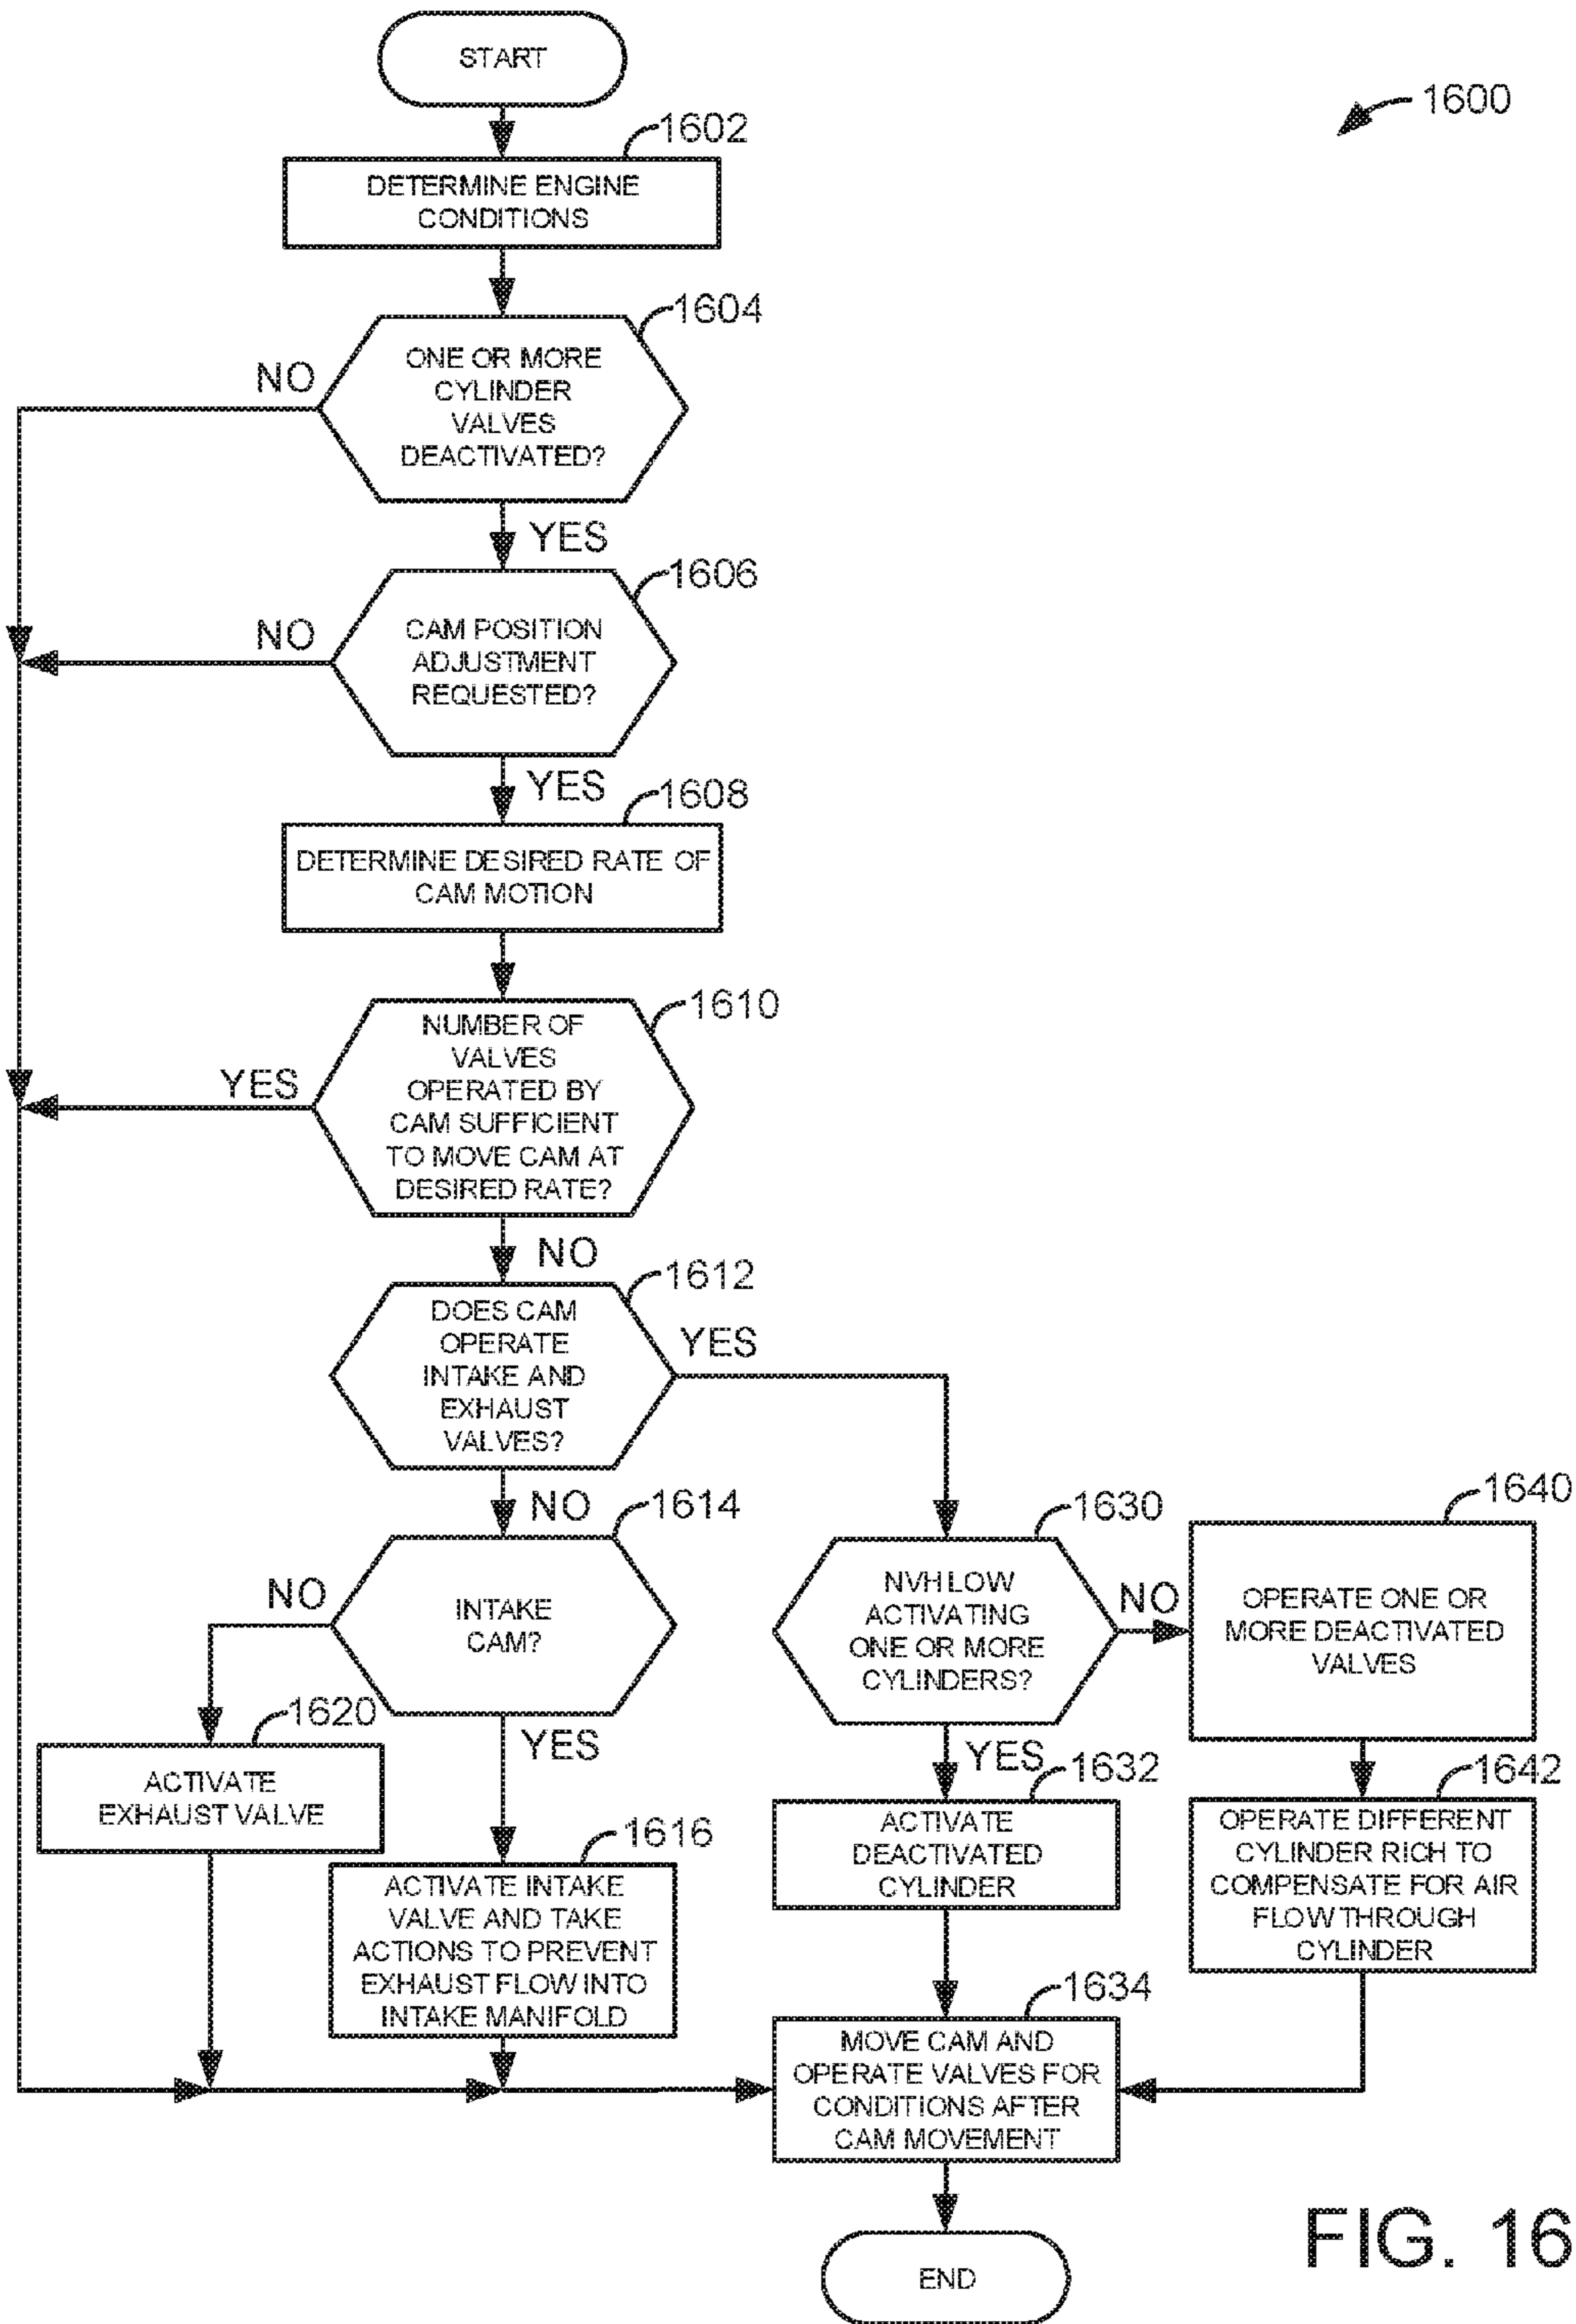 START
1600
1602
DETERMINE ENGINE
CONDITIONS
1604
ONE OR MORE
CYLINDER
VALVES
DEACTIVATED?
NO
YES
1606
CAM POSITION
ADJUSTMENT
REQUESTED?
NO
YES
1608
DETERMINE DESIRED RATE OF
CAM MOTION
1610
NUMBER OF
VALVES
OPERATED BY
CAM SUFFICIENT
TO MOVE CAM AT
DESIRED RATE?
YES
NO
1612
DOES CAM
OPERATE
INTAKE AND
EXHAUST
VALVES?
YES
NO
1614
INTAKE
CAM?
NO
YES
1620
ACTIVATE
EXHAUST VALVE
1616
ACTIVATE INTAKE
VALVE AND TAKE
ACTIONS TO PREVENT
EXHAUST FLOW INTO
INTAKE MANIFOLD
1630
NVH LOW
ACTIVATING
ONE OR MORE
CYLINDERS?
NO
YES
1640
OPERATE ONE OR
MORE DEACTIVATED
VALVES
1632
ACTIVATE
DEACTIVATED
CYLINDER
1642
OPERATE DIFFERENT
CYLINDER RICH TO
COMPENSATE FOR AIR
FLOW THROUGH
CYLINDER
1634
MOVE CAM AND
OPERATE VALVES FOR
CONDITIONS AFTER
CAM MOVEMENT
END
FIG. 16